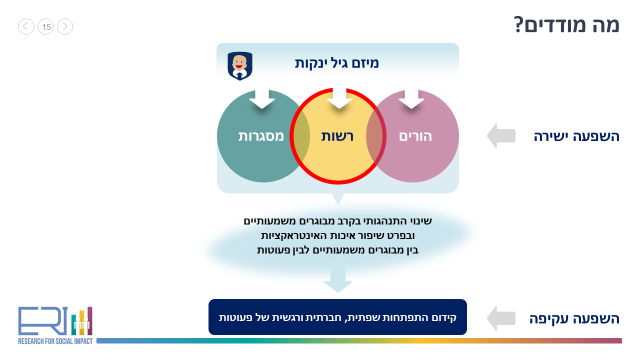 מה מודדים?
15
מיזם גיל ינקות
הורים
רשות
מסגרות
השפעה ישירה
שינוי התנהגותי בקרב מבוגרים משמעותיים
ובפרט שיפור איכות האינטראקציות
בין מבוגרים משמעותיים לבין פעוטות
קידום התפתחות שפתית, חברתית ורגשית של פעוטות
השפעה עקיפה
ERI
RESEARCH FOR SOCIAL IMPACT